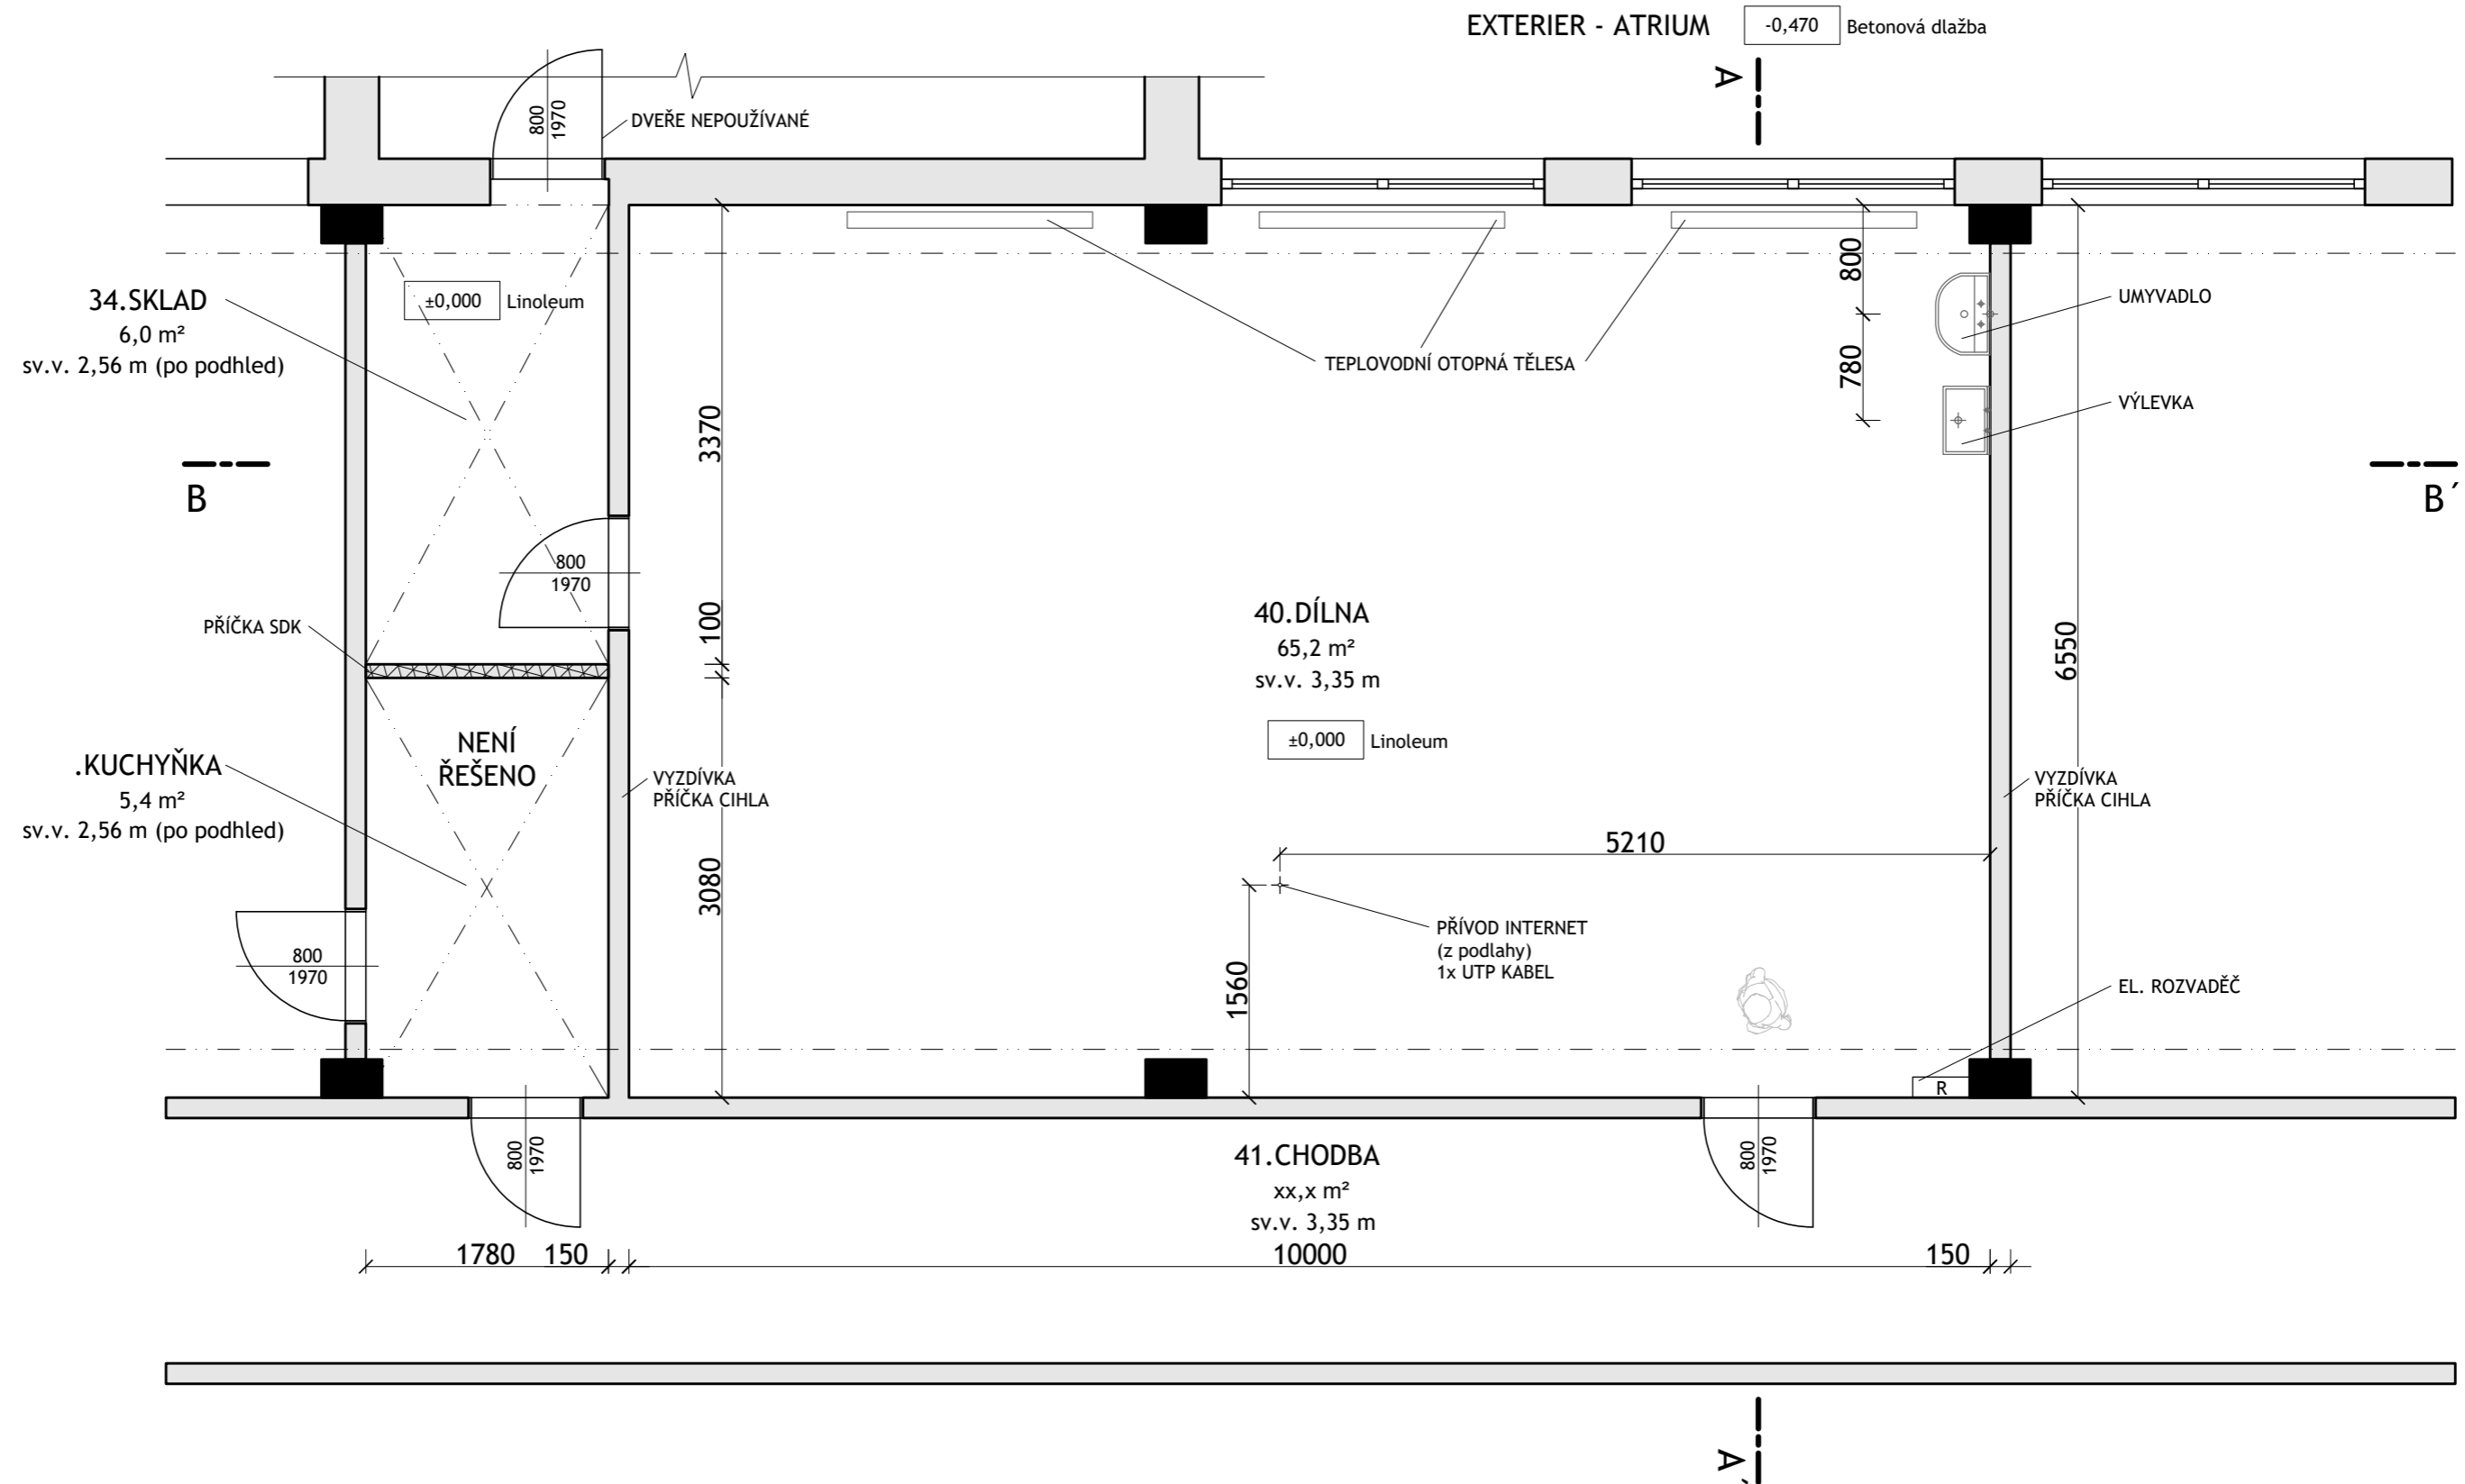 EXTERIER - ATRIUM
-0,470
Betonová dlažba
A
800
1970
DVEŘE NEPOUŽÍVANÉ
34.SKLAD
6,0 m²
sv.v. 2,56 m (po podhled)
±0,000
Linoleum
800
780
UMYVADLO
TEPLOVODNÍ OTOPNÁ TĚLESA
VÝLEVKA
3370
B
B´
800
1970
PŘÍČKA SDK
100
40.DÍLNA
65,2 m²
sv.v. 3,35 m
±0,000
Linoleum
6550
.KUCHYŇKA
5,4 m²
sv.v. 2,56 m (po podhled)
NENÍ
ŘEŠENO
VYZDÍVKA
PŘÍČKA CIHLA
VYZDÍVKA
PŘÍČKA CIHLA
3080
5210
800
1970
PŘÍVOD INTERNET
(z podlahy)
1x UTP KABEL
1560
EL. ROZVADĚČ
R
800
1970
41.CHODBA
xx,x m²
sv.v. 3,35 m
800
1970
1780
150
10000
150
A´